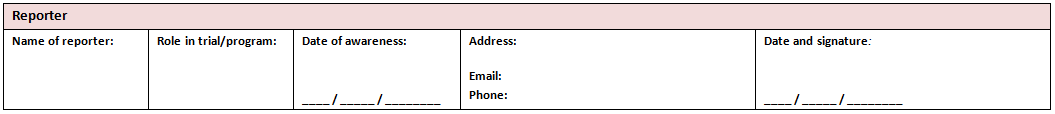 Reporter
Name of reporter:
Role in trial/program:
Date of awareness:
____ / _____ / ________
Address:
Email:
Phone:
Date and signature:
____ / _____ / ________